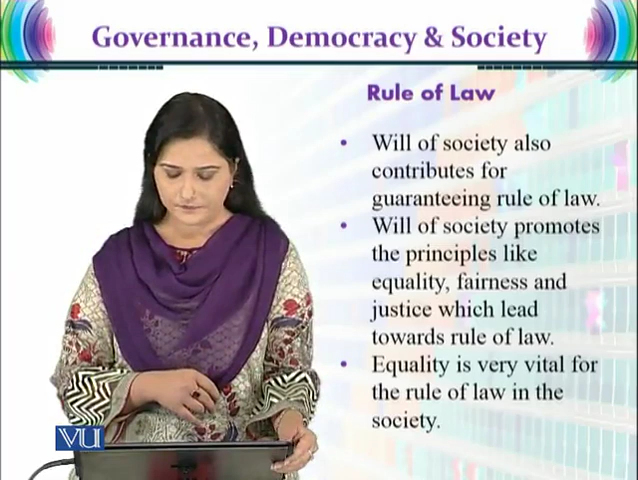 Governance, Democracy & Society
Rule of Law
• Will of society also
contributes for
guaranteeing rule of law.
• Will of society promotes
the principles like
equality, fairness and
justice which lead
towards rule of law.
• Equality is very vital for
the rule of law in the
society.
VU